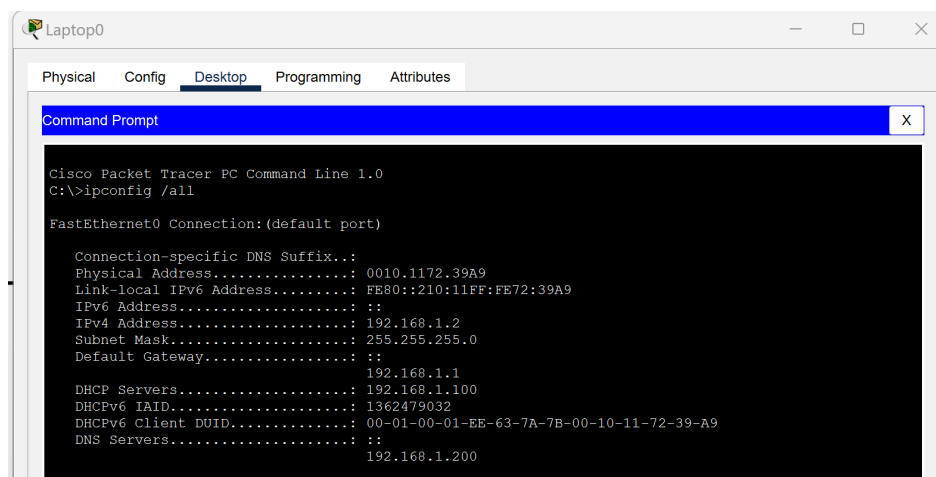 Laptop0
Physical Config Desktop Programming Attributes
Command Prompt X
Cisco Packet Tracer PC Command Line 1.0
C:\>ipconfig /all
FastEthernet0 Connection:(default port)
Connection-specific DNS Suffix..:
Physical Address................: 0010.1172.39A9
Link-local IPv6 Address.........: FE80::210:11FF:FE72:39A9
IPv6 Address....................: ::
IPv4 Address....................: 192.168.1.2
Subnet Mask.....................: 255.255.255.0
Default Gateway.................: ::
192.168.1.1
DHCP Servers....................: 192.168.1.100
DHCPv6 IAID.....................: 1362479032
DHCPv6 Client DUID..............: 00-01-00-01-EE-63-7A-7B-00-10-11-72-39-A9
DNS Servers.....................: ::
192.168.1.200